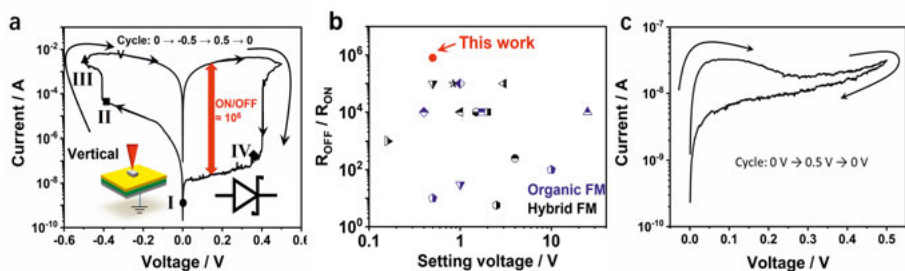 a
Cycle: 0 → -0.5 → 0.5 → 0
V
III
II
ON/OFF
≈ 10⁶
IV
Vertical
I
Current / A
10⁻²
10⁻⁴
10⁻⁶
10⁻⁸
10⁻¹⁰
-0.6 -0.4 -0.2 0.0 0.2 0.4 0.6
Voltage / V
b
This work
Organic FM
Hybrid FM
R_OFF / R_ON
10⁶
10⁴
10²
10⁰
0.1 1 10
Setting voltage / V
c
Cycle: 0 V → 0.5 V → 0 V
Current / A
10⁻⁷
10⁻⁸
10⁻⁹
10⁻¹⁰
0.0 0.1 0.2 0.3 0.4 0.5
Voltage / V